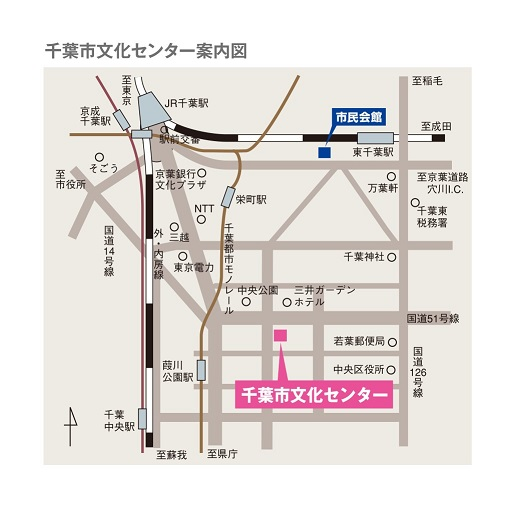 千葉市文化センター案内図
至東京
至稲毛
JR千葉駅
京成
千葉駅
市民会館
至成田
駅前交番
東千葉駅
そごう
至
市役所
京葉銀行
文化プラザ
万葉軒
至京葉道路
穴川I.C.
栄町駅
NTT
千葉東
税務署
国道14号線
三越
外・内房線
千葉都市モノレール
東京電力
千葉神社
中央公園
三井ガーデン
ホテル
国道51号線
若葉郵便局
葭川
公園駅
中央区役所
国道126号線
千葉市文化センター
千葉
中央駅
至蘇我
至県庁